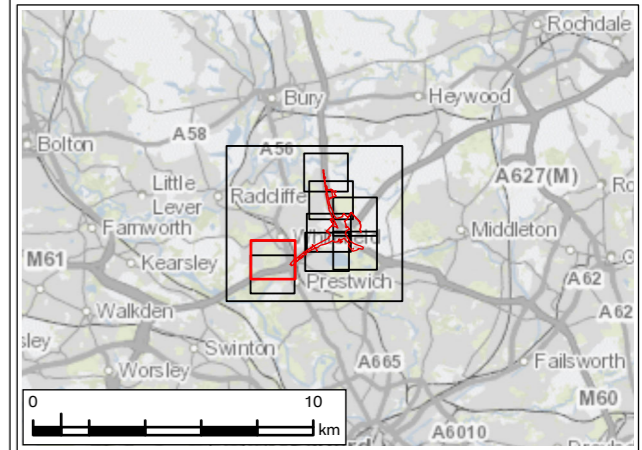 Rochdale
Bury
Heywood
Bolton
A58
A56
A627(M)
Little
Lever
Radcliffe
Farnworth
Middleton
M61
Kearsley
A62
Prestwich
Walkden
A62
Swinton
A665
Failsworth
Worsley
M60
0
10
km
A6010